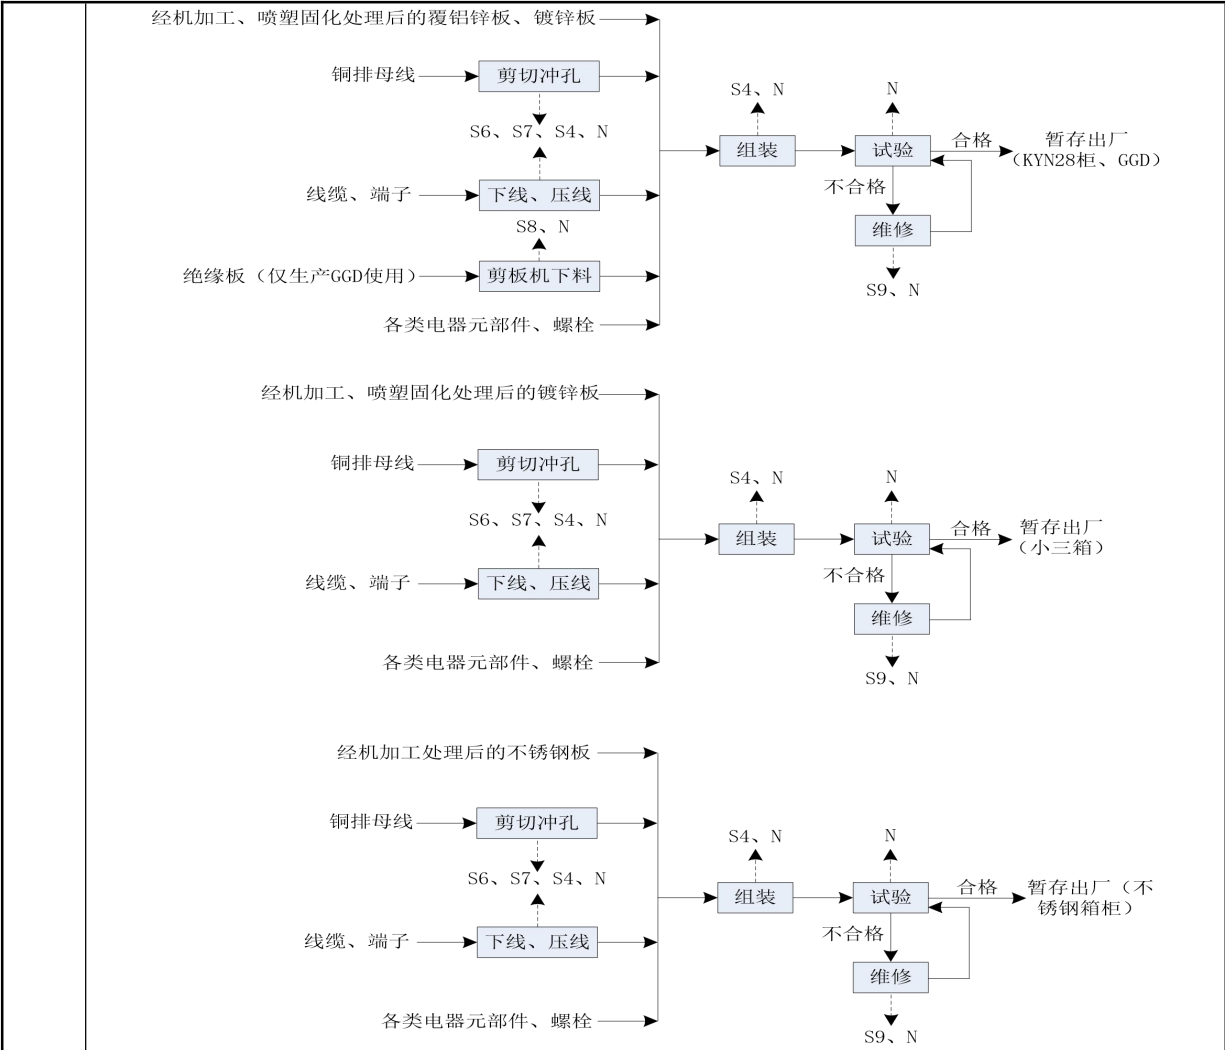 经机加工、喷塑固化处理后的覆铝锌板、镀锌板
铜排母线
剪切冲孔
S6、S7、S4、N
线缆、端子
下线、压线
S8、N
绝缘板（仅生产GGD使用）
剪板机下料
各类电器元部件、螺栓
S4、N
组装
N
试验
合格
暂存出厂
（KYN28柜、GGD）
不合格
维修
S9、N
经机加工、喷塑固化处理后的镀锌板
铜排母线
剪切冲孔
S6、S7、S4、N
线缆、端子
下线、压线
各类电器元部件、螺栓
S4、N
组装
N
试验
合格
暂存出厂
（小三箱）
不合格
维修
S9、N
经机加工处理后的不锈钢板
铜排母线
剪切冲孔
S6、S7、S4、N
线缆、端子
下线、压线
各类电器元部件、螺栓
S4、N
组装
N
试验
合格
暂存出厂（不
锈钢箱柜）
不合格
维修
S9、N